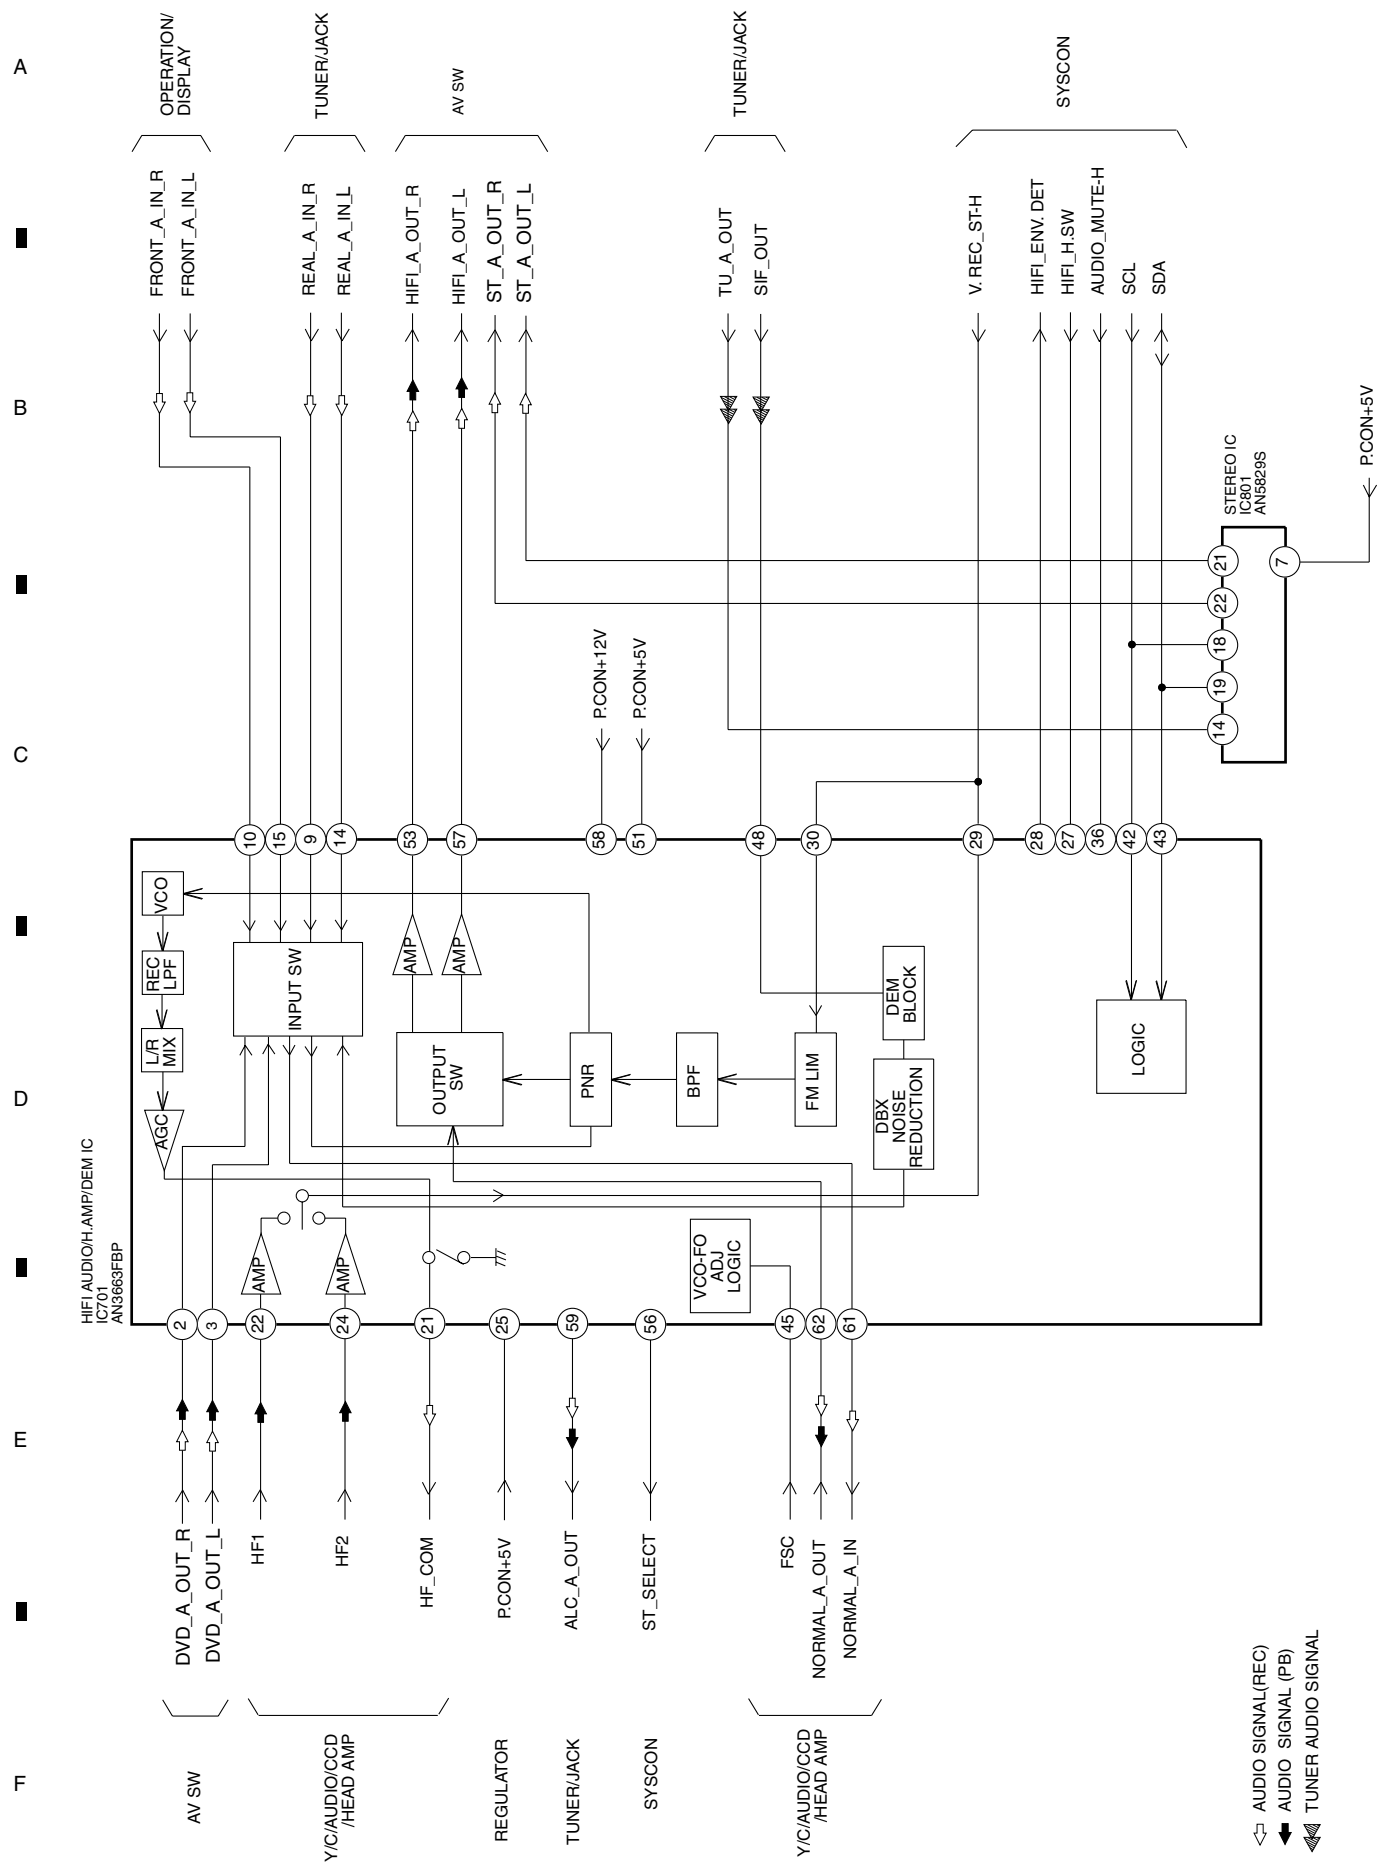 A
B
C
D
E
F
OPERATION/
DISPLAY
TUNER/JACK
AV SW
TUNER/JACK
SYSCON
FRONT_A_IN_R
FRONT_A_IN_L
REAL_A_IN_R
REAL_A_IN_L
HIFI_A_OUT_R
HIFI_A_OUT_L
ST_A_OUT_R
ST_A_OUT_L
TU_A_OUT
SIF_OUT
V.REC_ST-H
HIFI_ENV. DET
HIFI_H.SW
AUDIO_MUTE-H
SCL
SDA
P.CON+5V
STEREO IC
IC801
AN5829S
21
22
18
19
14
7
P.CON+12V
P.CON+5V
10
15
9
14
53
57
58
51
48
30
29
28
27
36
42
43
VCO
REC
LPF
L/R
MIX
AGC
INPUT SW
AMP
AMP
OUTPUT
SW
PNR
BPF
FM LIM
DEM
BLOCK
DBX
NOISE
REDUCTION
LOGIC
AMP
AMP
VCO-FO
ADJ
LOGIC
HIFI AUDIO/H.AMP/DEM IC
IC701
AN3663FBP
2
3
22
24
21
25
59
56
45
62
61
DVD_A_OUT_R
DVD_A_OUT_L
HF1
HF2
HF_COM
P.CON+5V
ALC_A_OUT
ST_SELECT
FSC
NORMAL_A_OUT
NORMAL_A_IN
AV SW
Y/C/AUDIO/CCD
/HEAD AMP
REGULATOR
TUNER/JACK
SYSCON
Y/C/AUDIO/CCD
/HEAD AMP
AUDIO SIGNAL(REC)
AUDIO SIGNAL (PB)
TUNER AUDIO SIGNAL